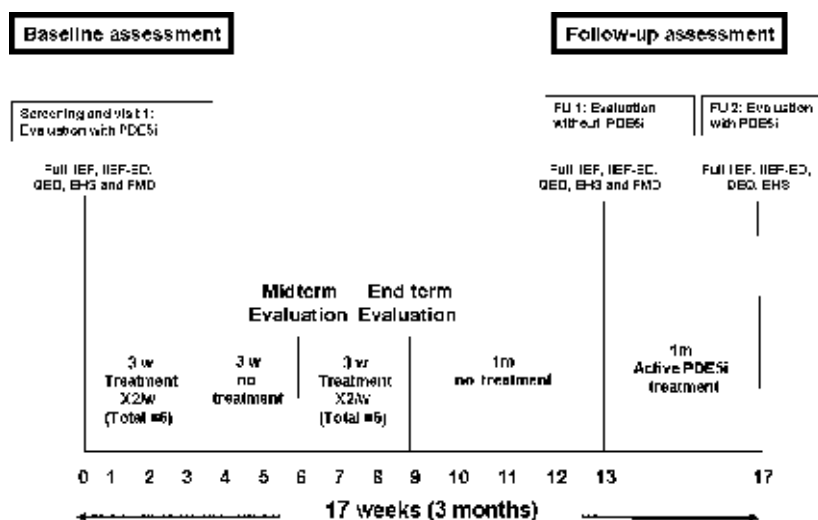 Baseline assessment
Follow-up assessment
Screening and visit 1:
Evaluation with PDE5i
FU 1: Evaluation
without PDE5i
FU 2: Evaluation
with PDE5i
Full IIEF, IIEF-ED,
QEQ, EHS and FMD
Full IIEF, IIEF-ED,
QEQ, EHS and FMD
Full IIEF, IIEF-ED,
EHS
Midterm
Evaluation
End term
Evaluation
3 w
Treatment
X2/w
(Total =6)
3 w
no
treatment
3 w
Treatment
X2/w
(Total =6)
1m
no treatment
1m
Active PDE5i
treatment
0 1 2 3 4 5 6 7 8 9 10 11 12 13 17
17 weeks (3 months)